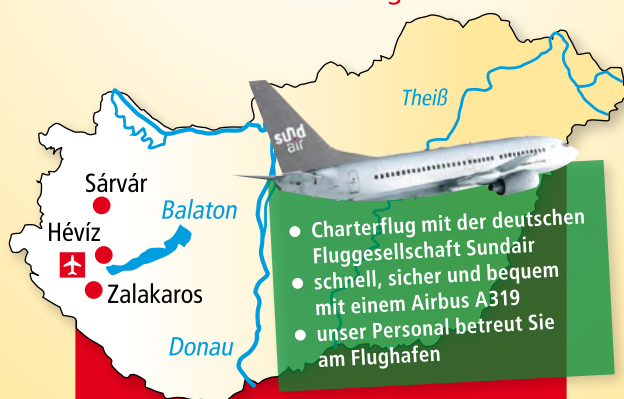 Theiß
sund
air
Sárvár
Balaton
Hévíz
Zalakaros
Donau
• Charterflug mit der deutschen
Fluggesellschaft Sundair
• schnell, sicher und bequem
mit einem Airbus A319
• unser Personal betreut Sie
am Flughafen